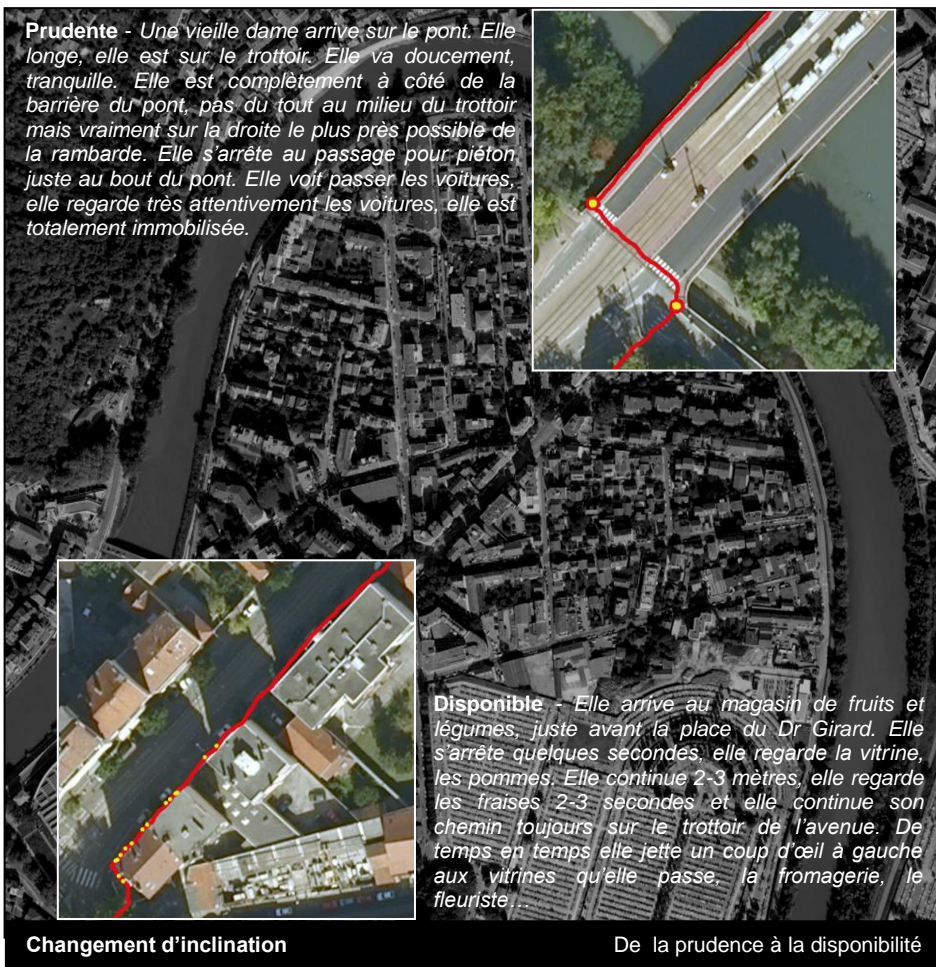 Prudente - Une vieille dame arrive sur le pont. Elle
longe, elle est sur le trottoir. Elle va doucement,
tranquille. Elle est complètement à côté de la
barrière du pont, pas du tout au milieu du trottoir
mais vraiment sur la droite le plus près possible de
la rambarde. Elle s’arrête au passage pour piéton
juste au bout du pont. Elle voit passer les voitures,
elle regarde très attentivement les voitures, elle est
totalement immobilisée.
Disponible - Elle arrive au magasin de fruits et
légumes, juste avant la place du Dr Girard. Elle
s’arrête quelques secondes, elle regarde la vitrine,
les pommes. Elle continue 2-3 mètres, elle regarde
les fraises 2-3 secondes et elle continue son
chemin toujours sur le trottoir de l’avenue. De
temps en temps elle jette un coup d’œil à gauche
aux vitrines qu’elle passe, la fromagerie, le
fleuriste…
Changement d’inclination
De la prudence à la disponibilité